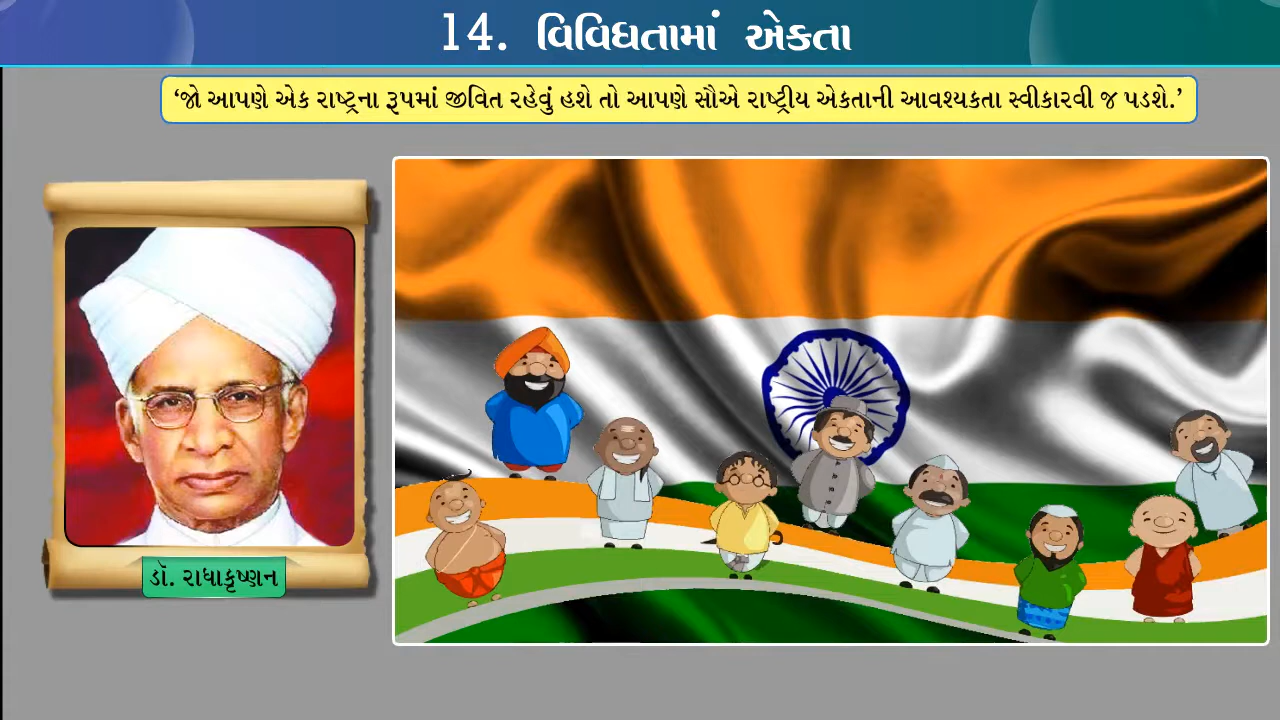 14. વિવિધતામાં એકતા
‘જો આપણે એક રાષ્ટ્રના રૂપમાં જીવિત રહેવું હશે તો આપણે સૌએ રાષ્ટ્રીય એકતાની આવશ્યકતા સ્વીકારવી જ પડશે.’
ડૉ. રાધાકૃષ્ણન